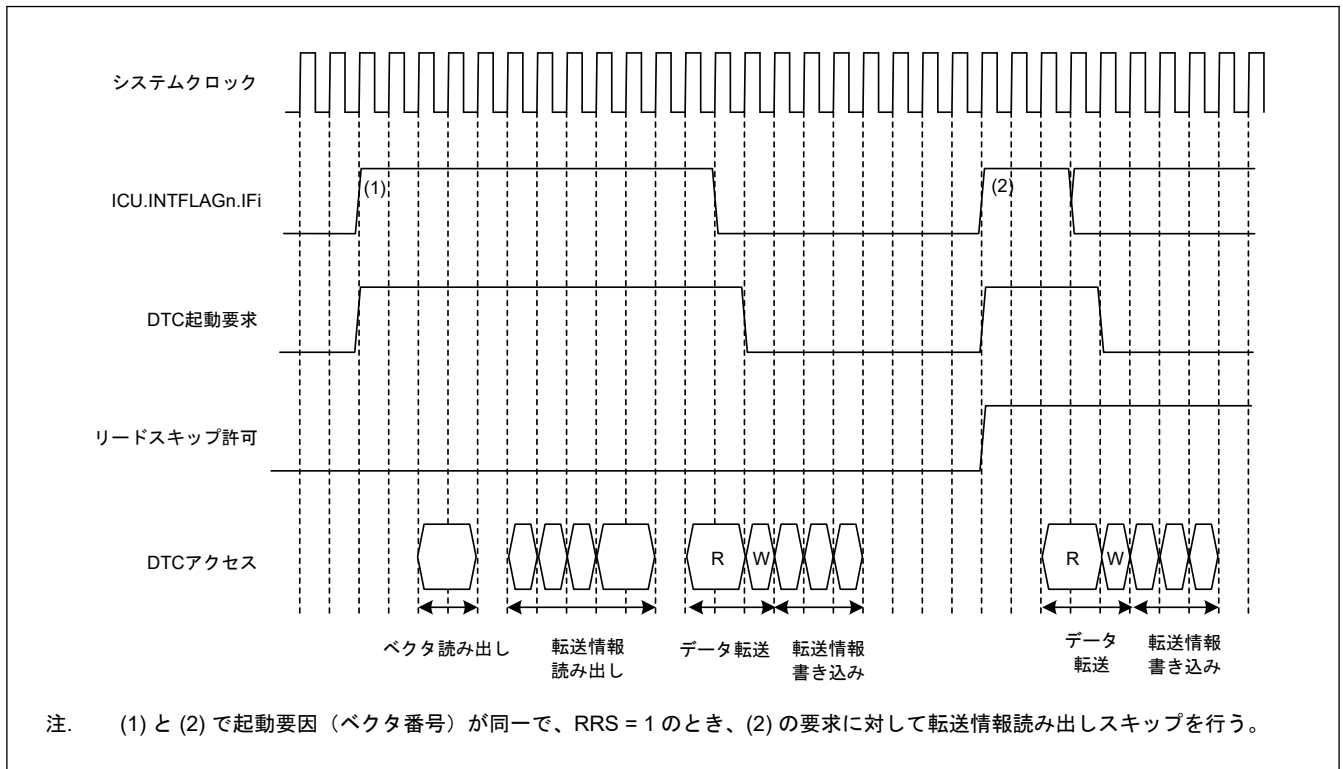 システムクロック
ICU.INTFLAGn.IFi
(1)
(2)
DTC起動要求
リードスキップ許可
DTCアクセス
R
W
R
W
ベクタ読み出し
転送情報
読み出し
データ転送
転送情報
書き込み
データ
転送
転送情報
書き込み
注. (1) と (2) で起動要因（ベクタ番号）が同一で、RRS = 1 のとき、(2) の要求に対して転送情報読み出しスキップを行う。